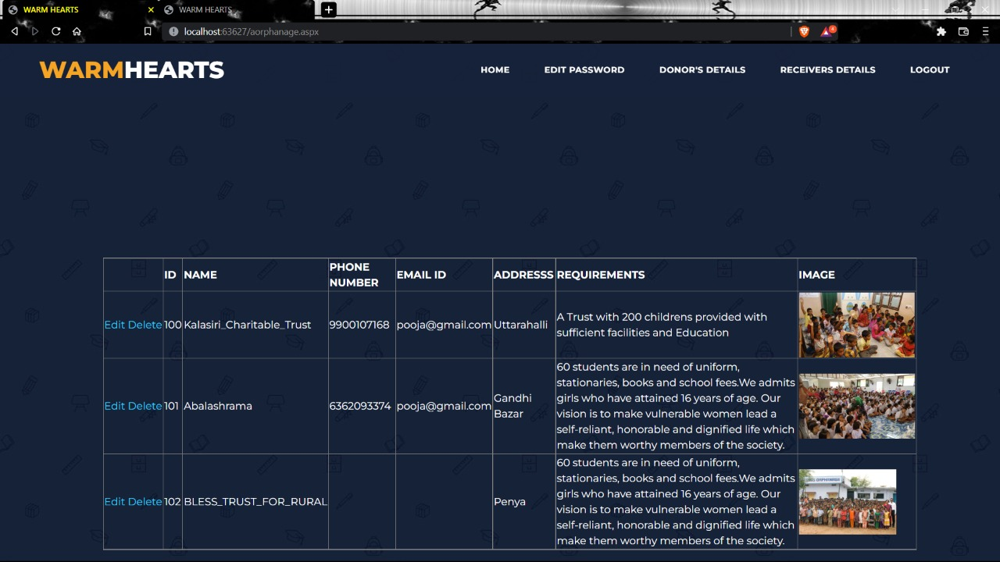 WARM HEARTS
WARM HEARTS
localhost:63627/aorphanage.aspx
4
WARMHEARTS
HOME
EDIT PASSWORD
DONOR'S DETAILS
RECEIVERS DETAILS
LOGOUT
ID
NAME
PHONE
NUMBER
EMAIL ID
ADDRESSS
REQUIREMENTS
IMAGE
Edit Delete
100
Kalasiri_Charitable_Trust
9900107168
pooja@gmail.com
Uttarahalli
A Trust with 200 childrens provided with
sufficient facilities and Education
Edit Delete
101
Abalashrama
6362093374
pooja@gmail.com
Gandhi
Bazar
60 students are in need of uniform,
stationaries, books and school fees.We admits
girls who have attained 16 years of age. Our
vision is to make vulnerable women lead a
self-reliant, honorable and dignified life which
make them worthy members of the society.
Edit Delete
102
BLESS_TRUST_FOR_RURAL
Penya
60 students are in need of uniform,
stationaries, books and school fees.We admits
girls who have attained 16 years of age. Our
vision is to make vulnerable women lead a
self-reliant, honorable and dignified life which
make them worthy members of the society.